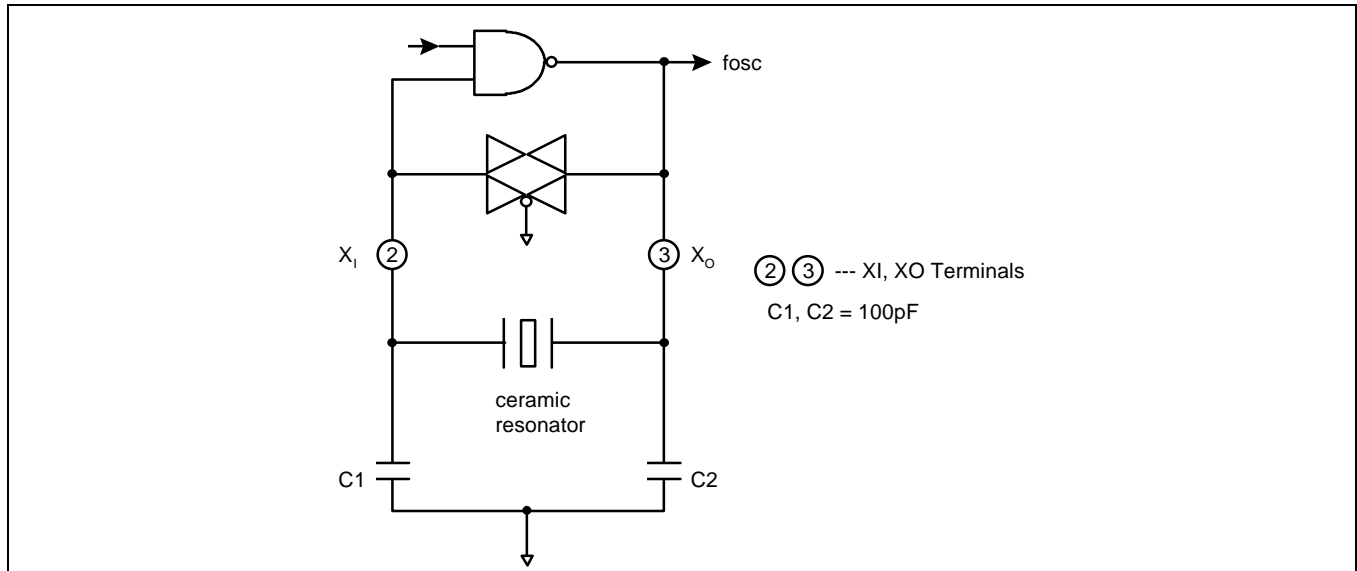 fosc
X_I 2
3 X_O
2 3 --- XI, XO Terminals
C1, C2 = 100pF
ceramic
resonator
C1
C2